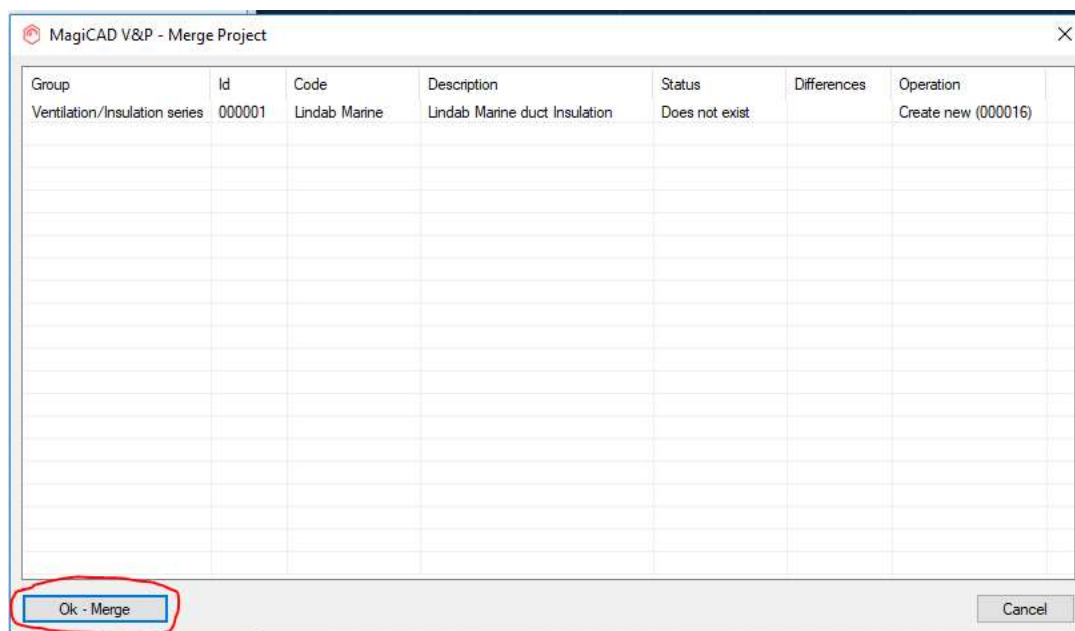 MagiCAD V&P - Merge Project
Group Id Code Description Status Differences Operation
Ventilation/Insulation series 000001 Lindab Marine Lindab Marine duct Insulation Does not exist Create new (000016)
Ok - Merge Cancel